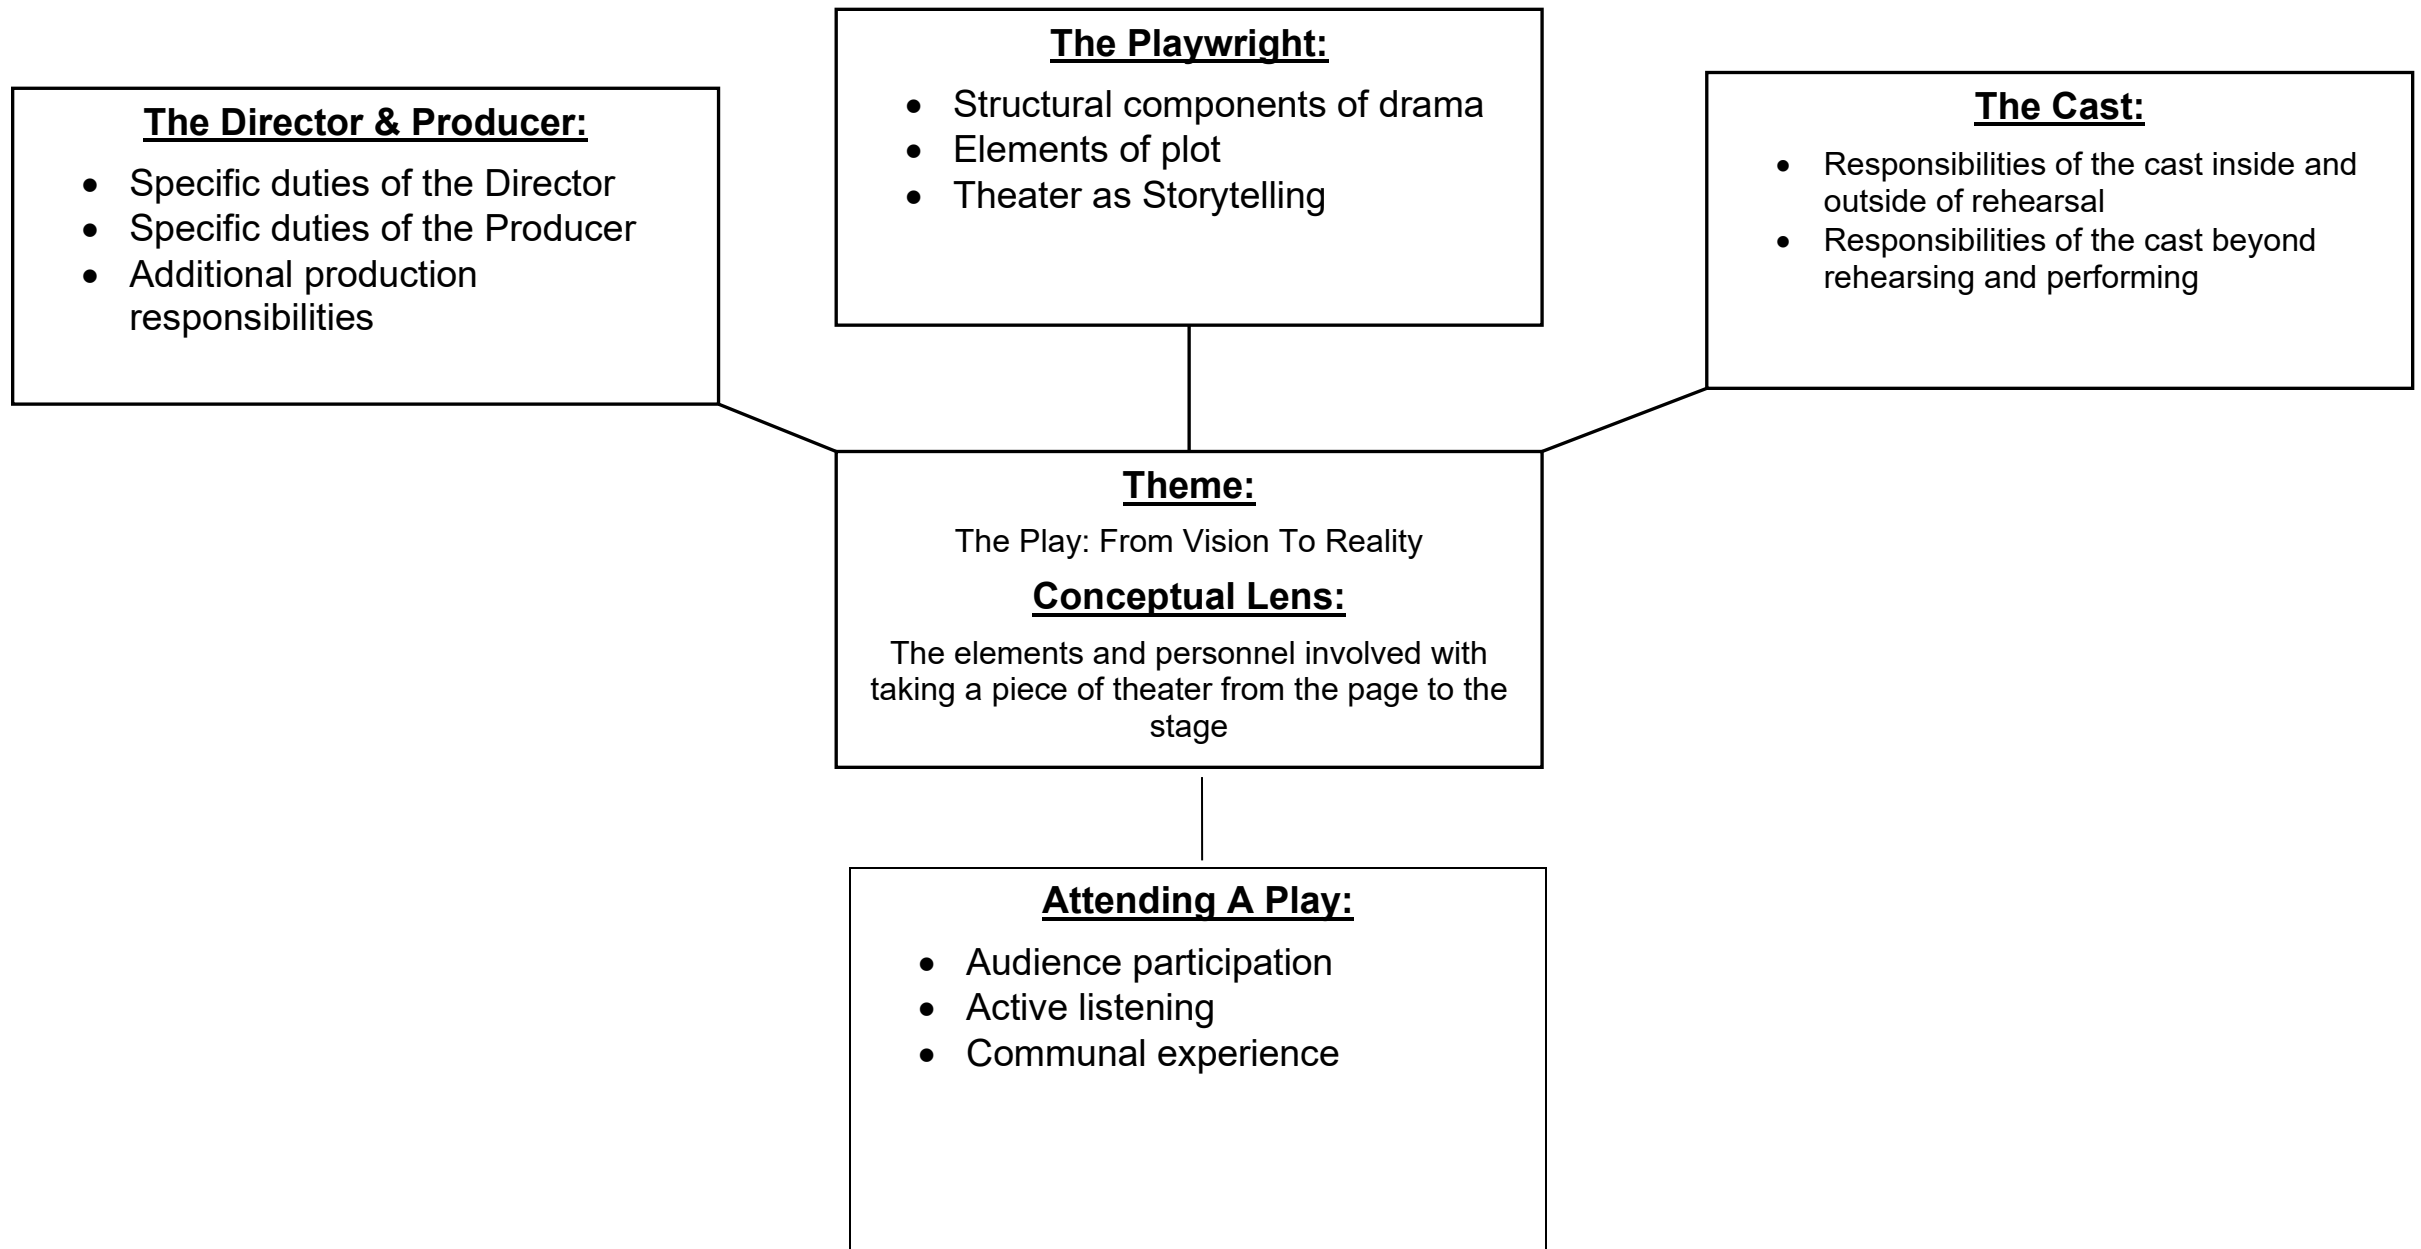 The Director & Producer:
• Specific duties of the Director
• Specific duties of the Producer
• Additional production
responsibilities
The Playwright:
• Structural components of drama
• Elements of plot
• Theater as Storytelling
The Cast:
• Responsibilities of the cast inside and
outside of rehearsal
• Responsibilities of the cast beyond
rehearsing and performing
Theme:
The Play: From Vision To Reality
Conceptual Lens:
The elements and personnel involved with
taking a piece of theater from the page to the
stage
Attending A Play:
• Audience participation
• Active listening
• Communal experience